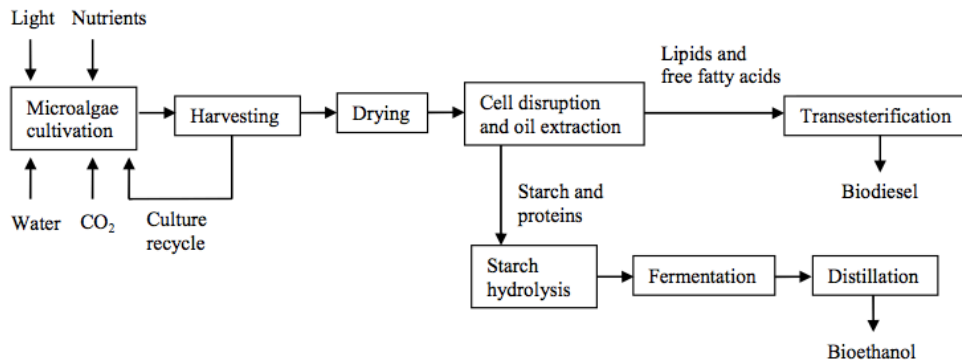 Light
Nutrients
Microalgae
cultivation
Harvesting
Drying
Cell disruption
and oil extraction
Lipids and
free fatty acids
Transesterification
Water
CO₂
Culture
recycle
Starch and
proteins
Biodiesel
Starch
hydrolysis
Fermentation
Distillation
Bioethanol